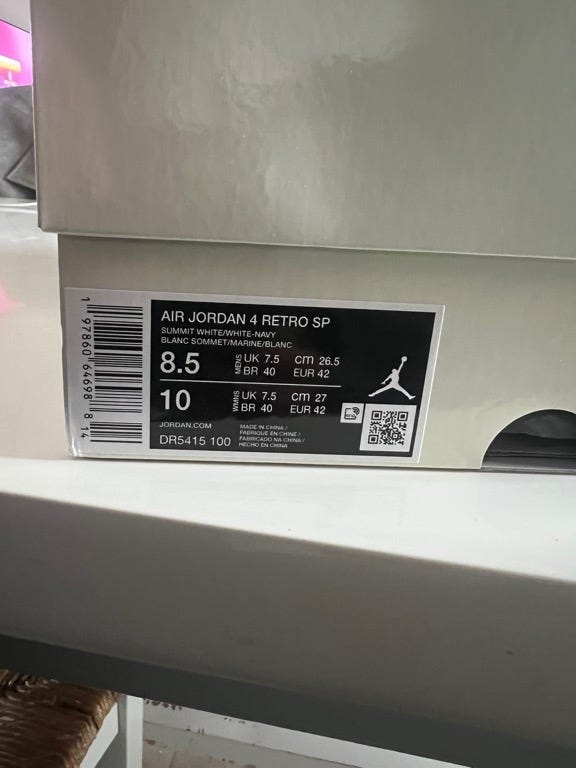 1 97860 64698 8 14
AIR JORDAN 4 RETRO SP
SUMMIT WHITE/WHITE-NAVY
BLANC SOMMET/MARINE/BLANC
8.5 MENS UK 7.5 cm 26.5
BR 40 EUR 42
10 WMNS UK 7.5 cm 27
BR 40 EUR 42
JORDAN.COM
DR5415 100
MADE IN CHINA /
FABRIQUÉ EN CHINE /
FABRICADO NA CHINA /
HECHO EN CHINA